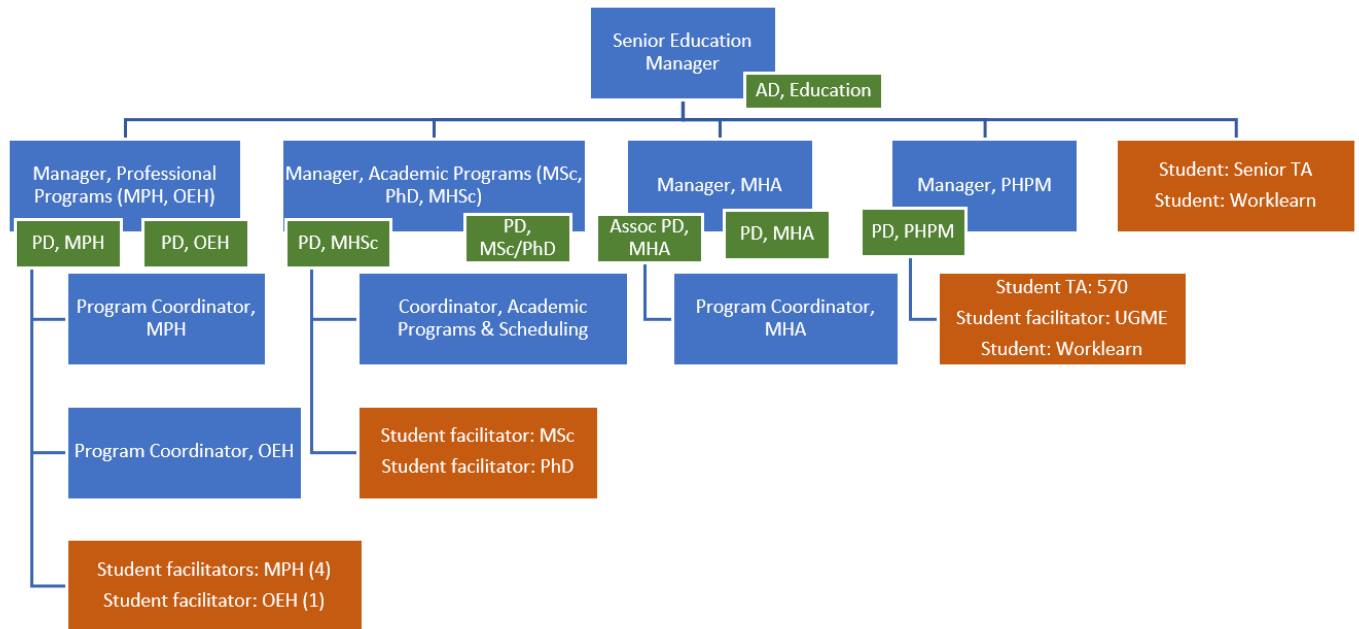 Senior Education
Manager
AD, Education
Manager, Professional
Programs (MPH, OEH)
PD, MPH
PD, OEH
Manager, Academic Programs (MSc,
PhD, MHSc)
PD, MHSc
PD,
MSc/PhD
Manager, MHA
Assoc PD,
MHA
PD, MHA
Manager, PHPM
PD, PHPM
Student: Senior TA
Student: Worklearn
Program Coordinator,
MPH
Coordinator, Academic
Programs & Scheduling
Program Coordinator,
MHA
Student TA: 570
Student facilitator: UGME
Student: Worklearn
Program Coordinator, OEH
Student facilitator: MSc
Student facilitator: PhD
Student facilitators: MPH (4)
Student facilitator: OEH (1)